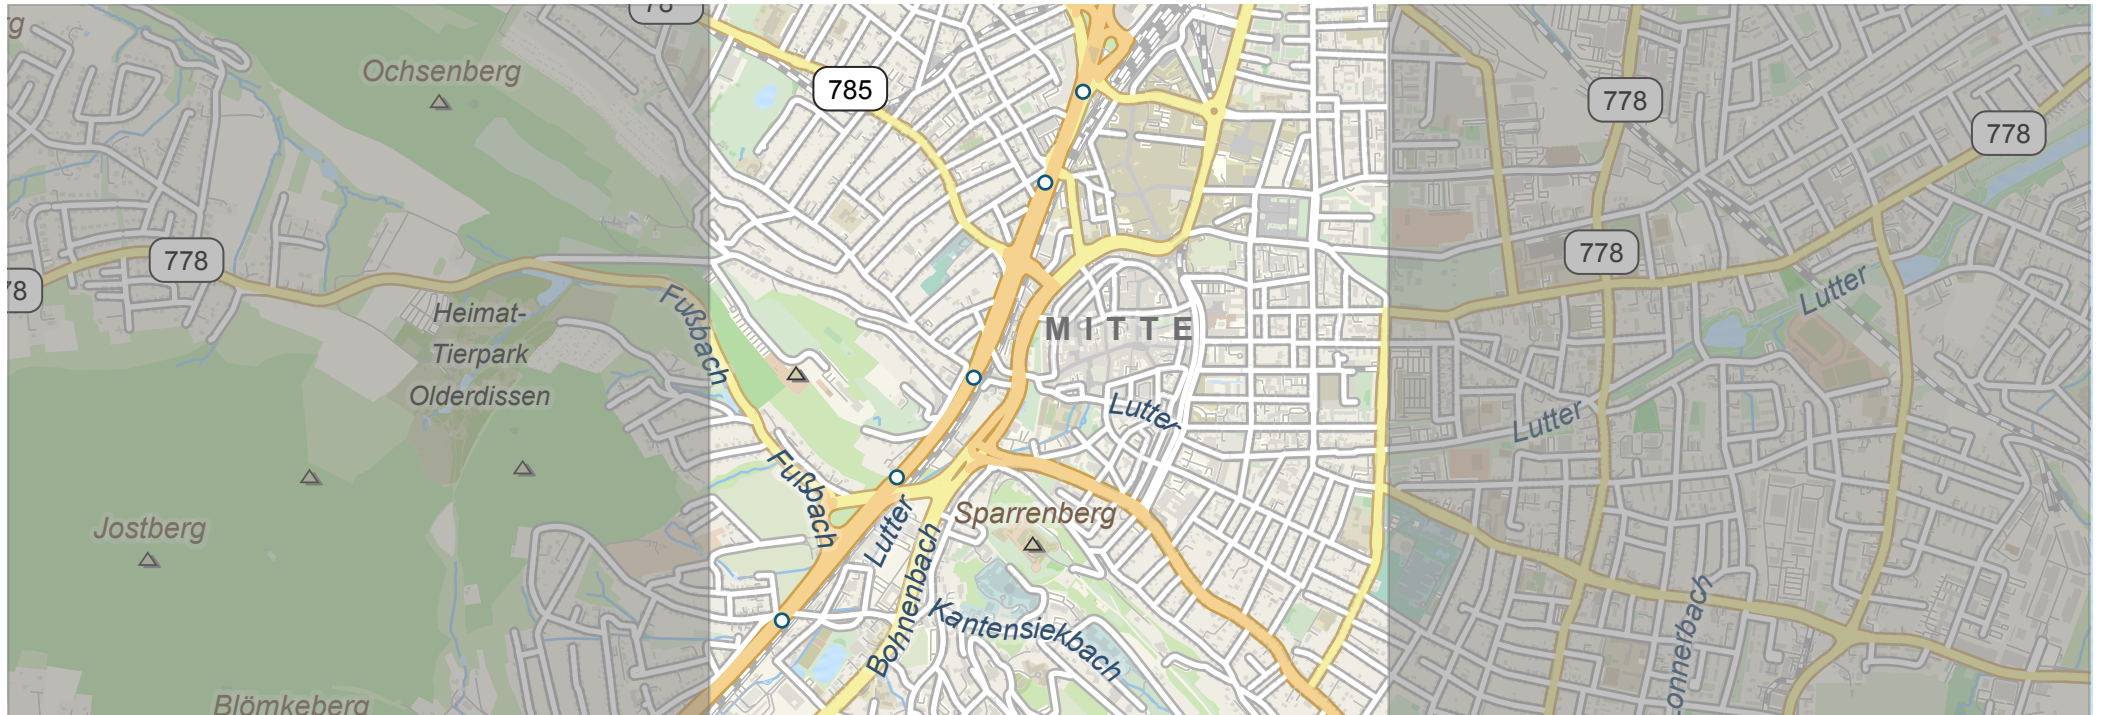 Ochsenberg
785
778
778
778
778
Heimat-
Tierpark
Olderdissen
Fußbach
MITTE
Lutter
Lutter
Lutter
Fußbach
Lutter
Sparrenberg
Jostberg
Bohnenbach
Kantensiekbach
Blömkeberg